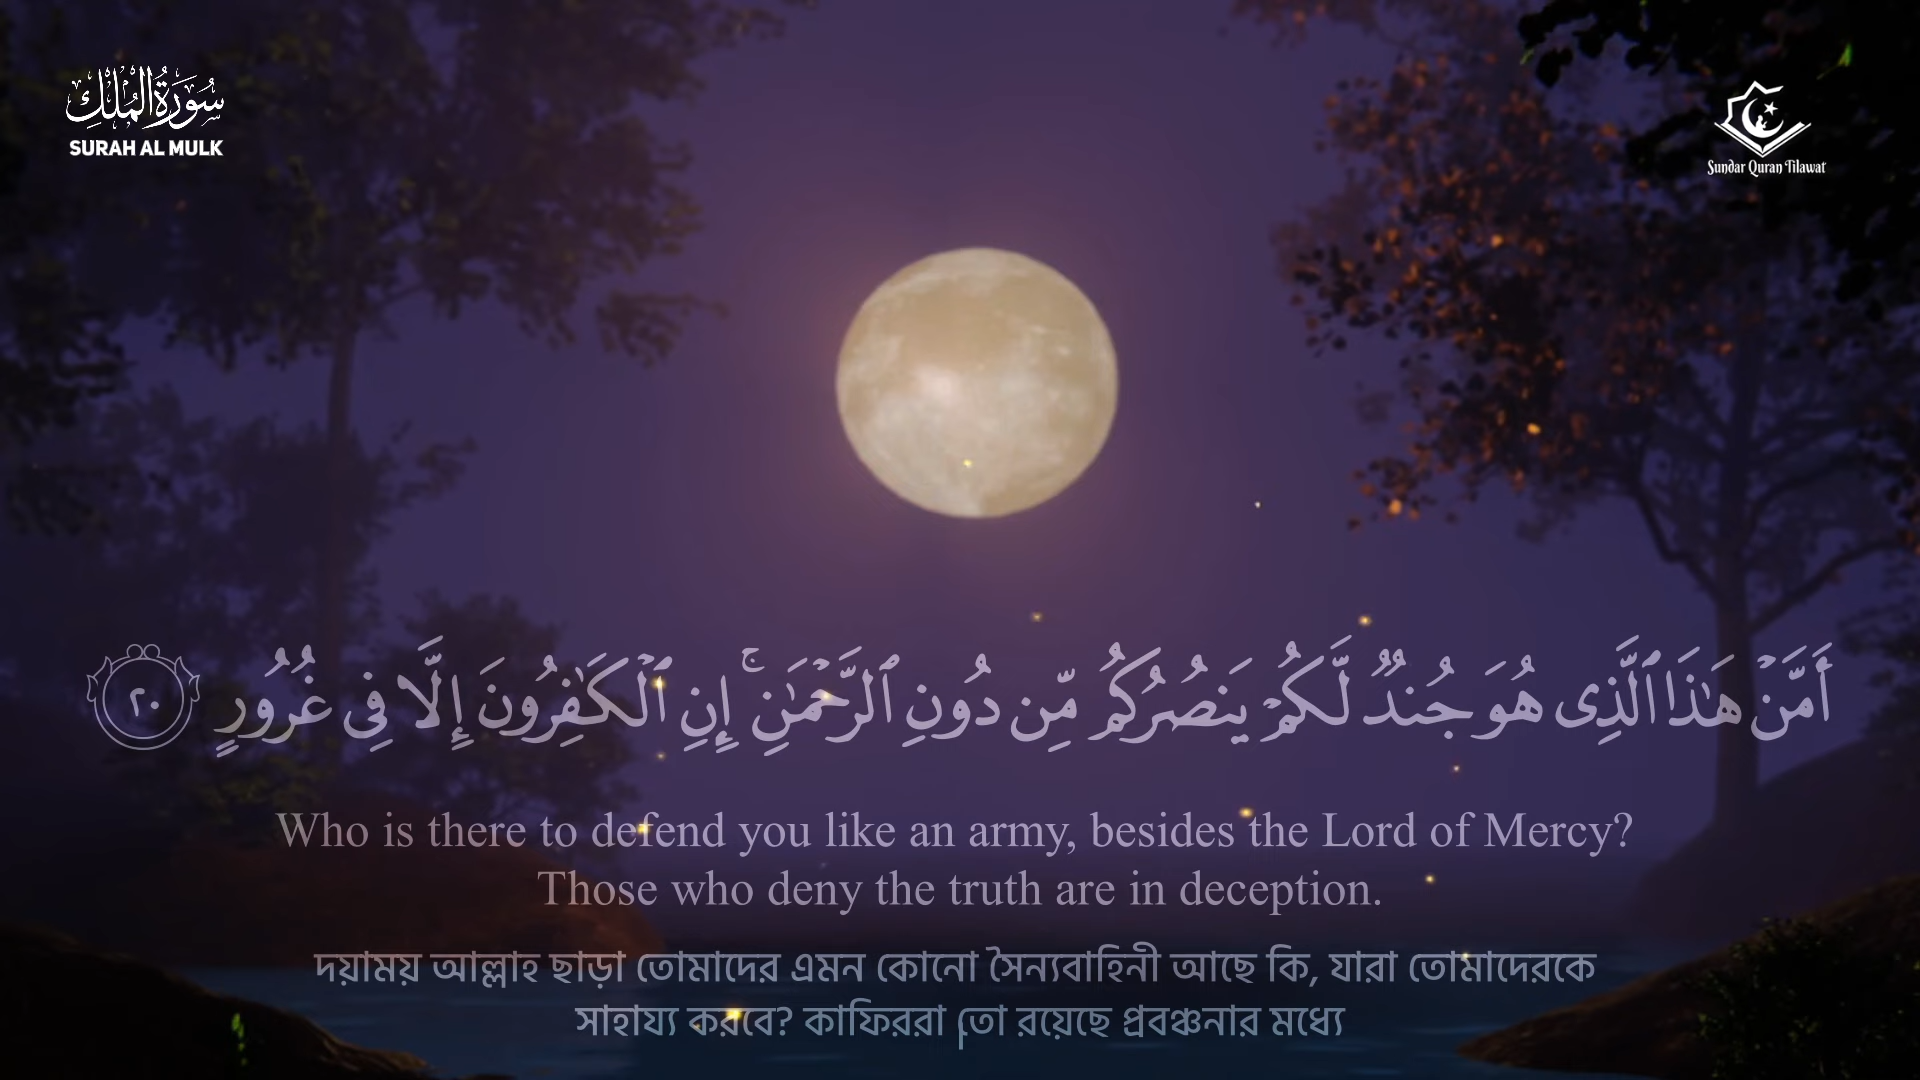 سُورَةُ الْمُلْكِ
SURAH AL MULK
Sundar Quran Tilawat
أَمَّنْ هَٰذَا ٱلَّذِى هُوَ جُندٌ لَّكُمْ يَنصُرُكُم مِّن دُونِ ٱلرَّحْمَٰنِ ۚ إِنِ ٱلْكَٰفِرُونَ إِلَّا فِى غُرُورٍ ٢٠
Who is there to defend you like an army, besides the Lord of Mercy?
Those who deny the truth are in deception.
দয়াময় আল্লাহ ছাড়া তোমাদের এমন কোনো সৈন্যবাহিনী আছে কি, যারা তোমাদেরকে
সাহায্য করবে? কাফিররা তো রয়েছে প্রবঞ্চনার মধ্যে